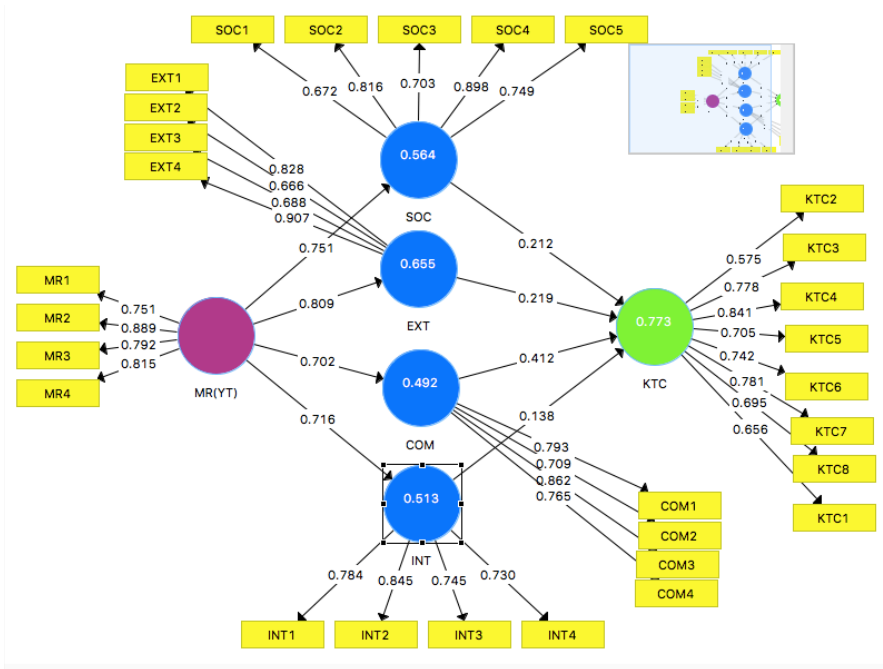 SOC1 SOC2 SOC3 SOC4 SOC5
0.672 0.816 0.703 0.898 0.749
EXT1
EXT2
EXT3
EXT4
0.828
0.666
0.688
0.907
0.564
SOC
0.751
0.212
0.655
EXT
0.809
0.219
MR1
MR2
MR3
MR4
0.751
0.889
0.792
0.815
MR(YT)
0.702
0.716
0.492
COM
0.412
0.138
0.773
KTC
KTC2
KTC3
KTC4
KTC5
KTC6
KTC7
KTC8
KTC1
0.575
0.778
0.841
0.705
0.742
0.781
0.695
0.656
0.793
0.709
0.862
0.765
COM1
COM2
COM3
COM4
0.513
INT
0.784 0.845 0.745 0.730
INT1 INT2 INT3 INT4